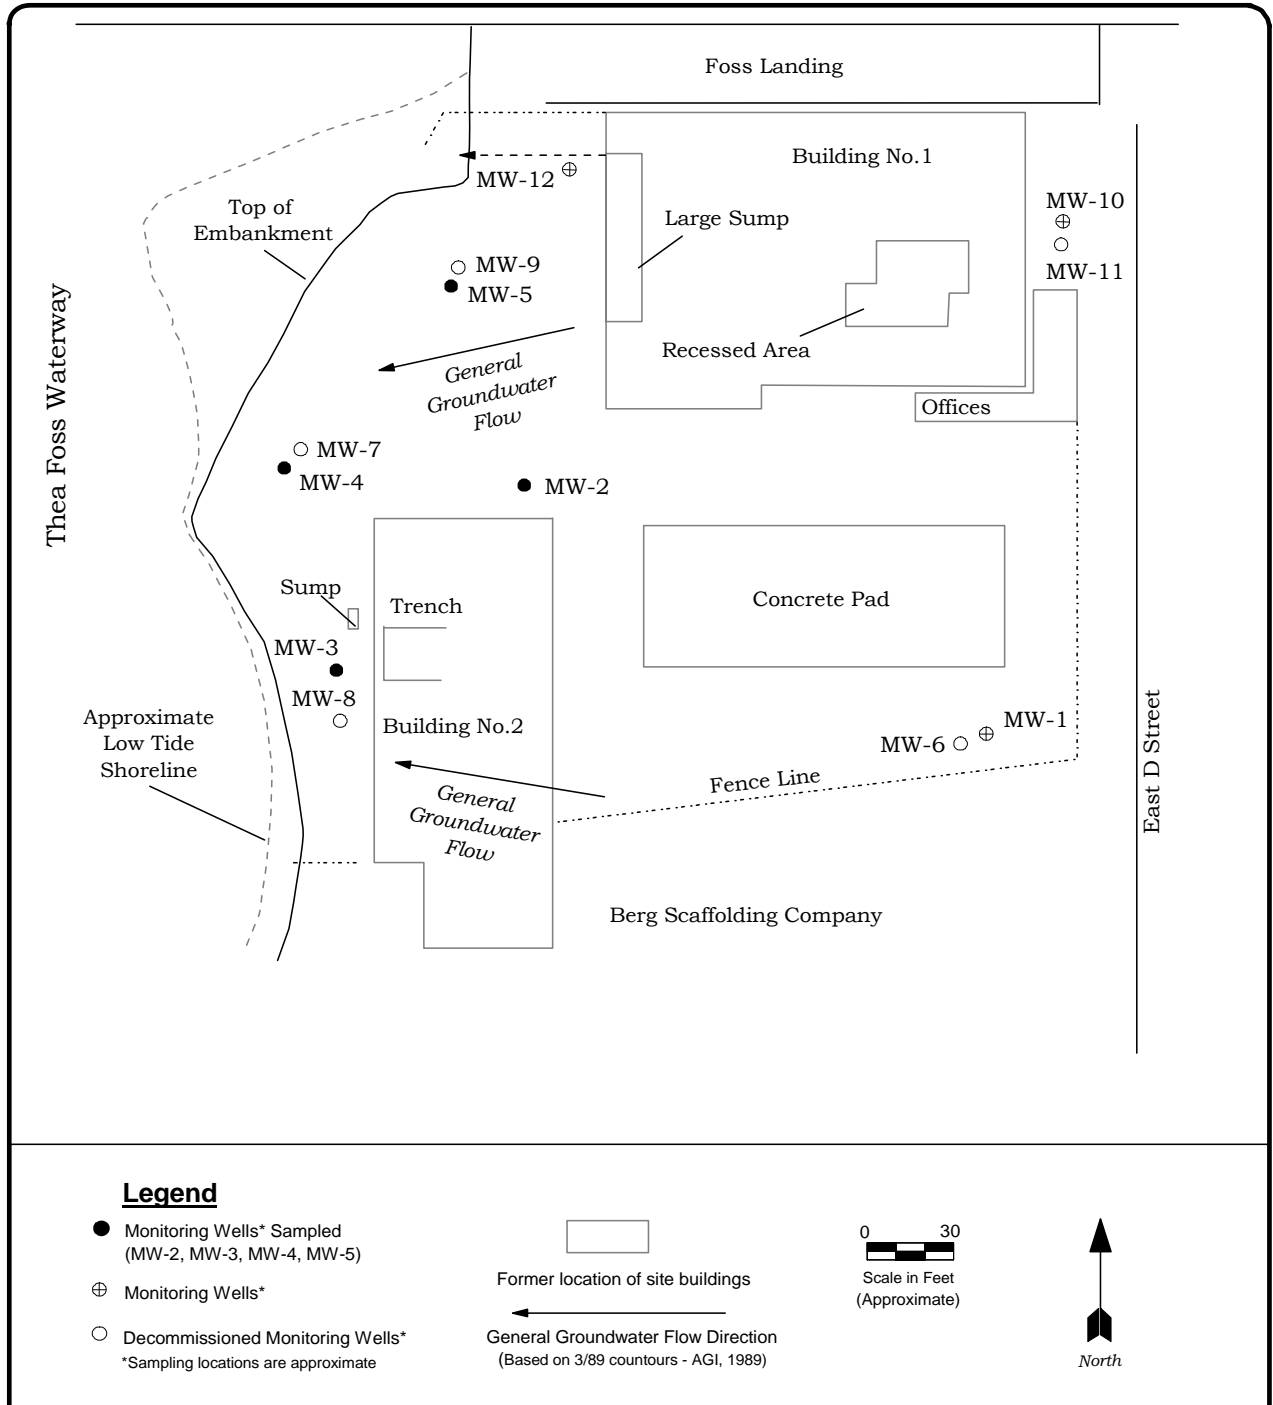 Foss Landing
Building No.1
MW-12
MW-10
Top of
Embankment
Large Sump
MW-9
MW-11
MW-5
Thea Foss Waterway
Recessed Area
General
Groundwater
Flow
Offices
MW-7
MW-4
MW-2
Sump
Trench
Concrete Pad
MW-3
MW-8
Approximate
Low Tide
Shoreline
Building No.2
MW-1
MW-6
East D Street
Fence Line
General
Groundwater
Flow
Berg Scaffolding Company
Legend
Monitoring Wells* Sampled
(MW-2, MW-3, MW-4, MW-5)
Monitoring Wells*
Decommissioned Monitoring Wells*
*Sampling locations are approximate
Former location of site buildings
General Groundwater Flow Direction
(Based on 3/89 countours - AGI, 1989)
0 30
Scale in Feet
(Approximate)
North